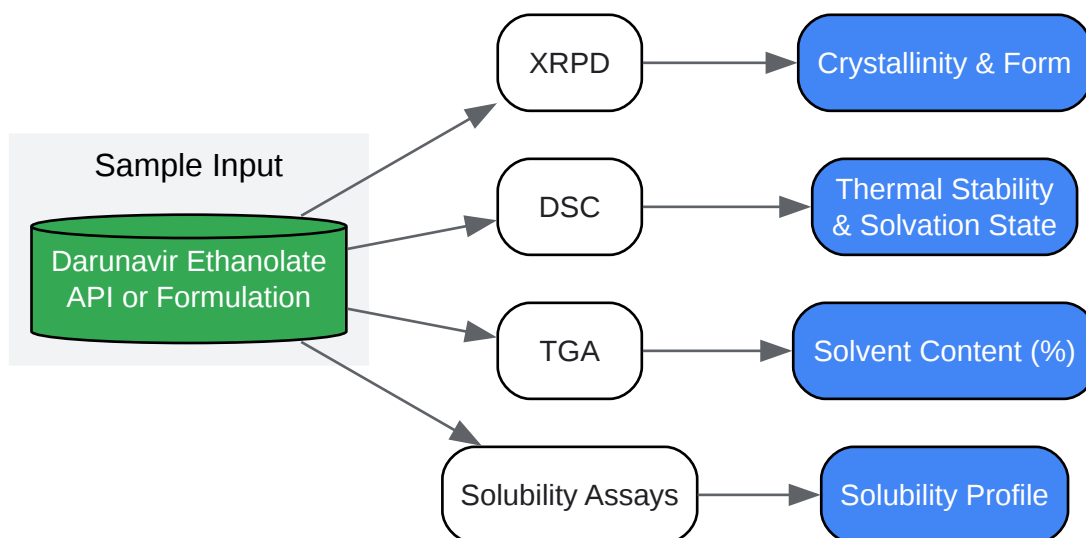 Sample Input
Darunavir Ethanolate
API or Formulation
XRPD
Crystallinity & Form
DSC
Thermal Stability
& Solvation State
TGA
Solvent Content (%)
Solubility Assays
Solubility Profile